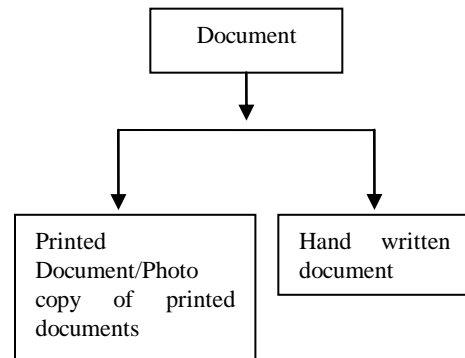 Document
Printed
Document/Photo
copy of printed
documents
Hand written
document